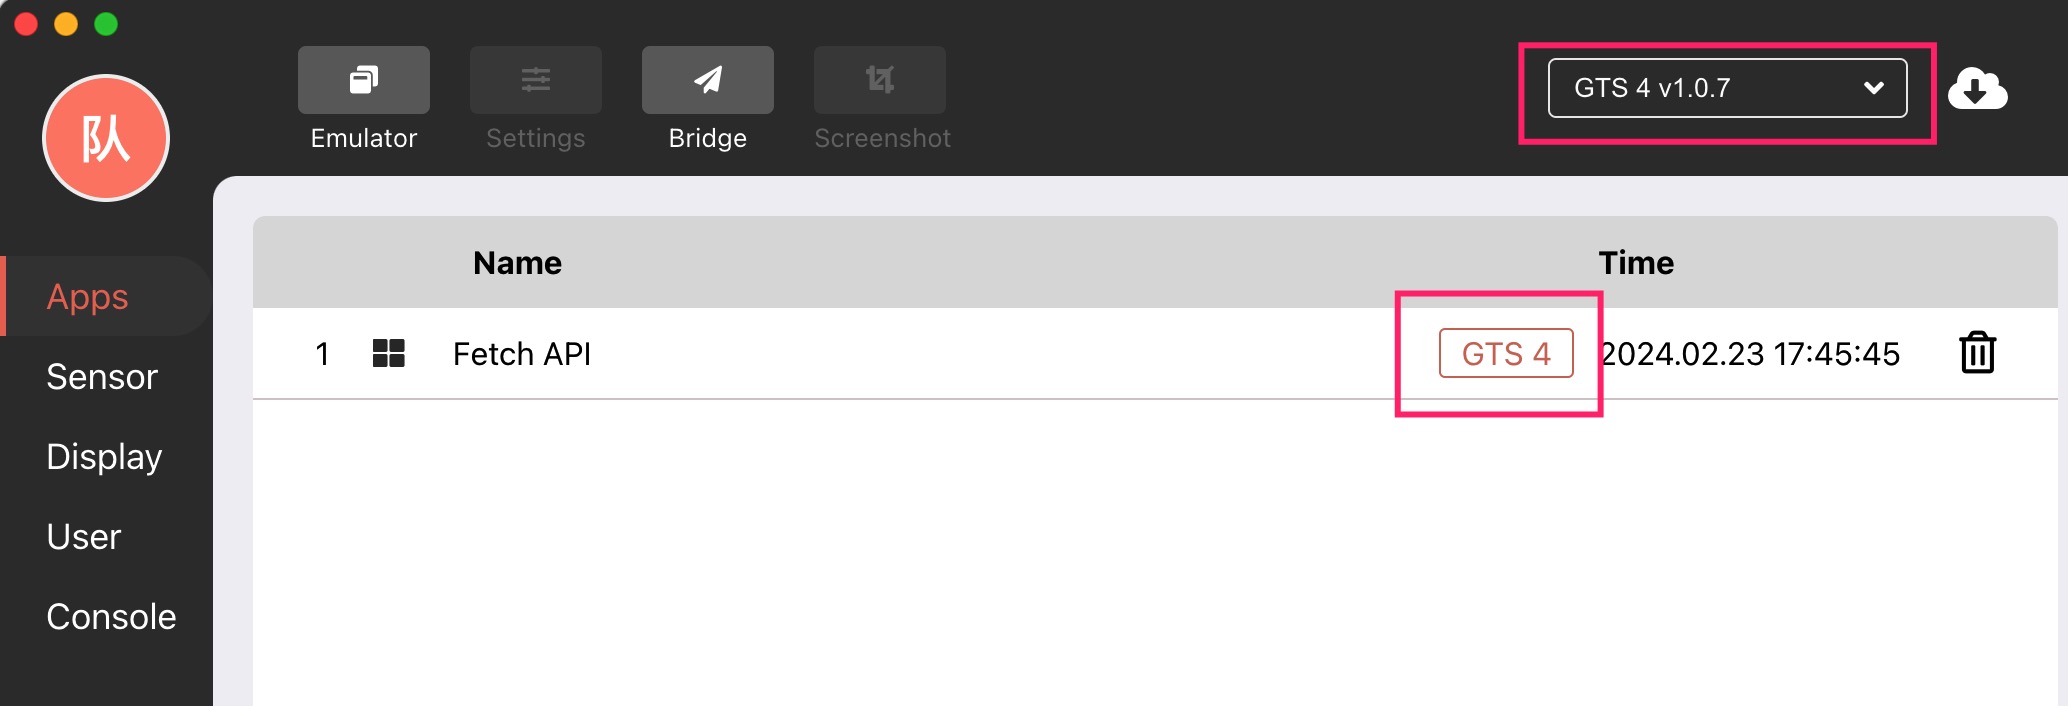 队
Emulator
Settings
Bridge
Screenshot
GTS 4 v1.0.7
Apps
Sensor
Display
User
Console
Name Time
1 Fetch API GTS 4 2024.02.23 17:45:45